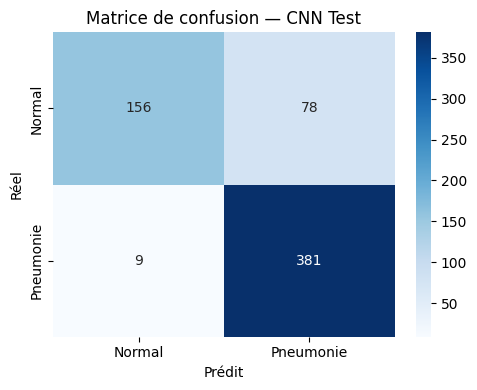 Matrice de confusion — CNN Test
Réel
Normal
Pneumonie
156
78
9
381
Normal
Pneumonie
Prédit
350
300
250
200
150
100
50